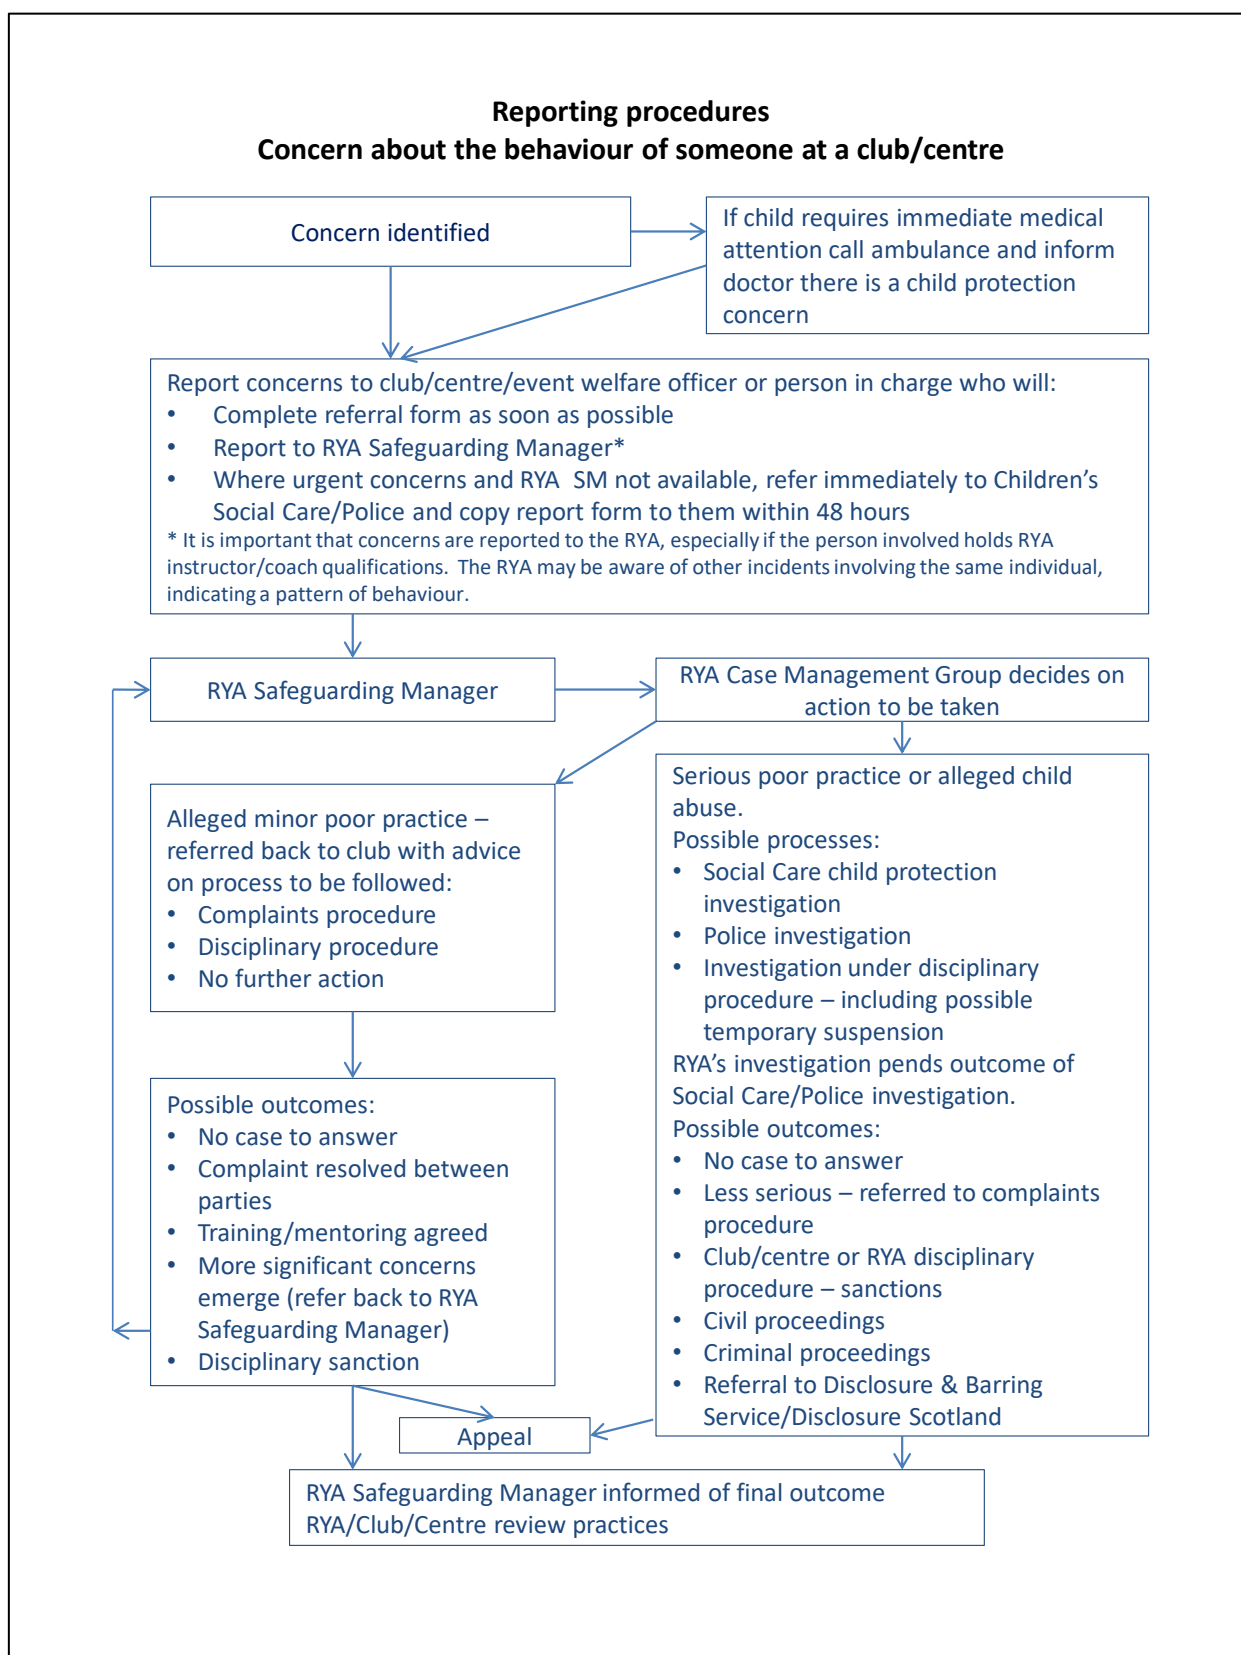 Reporting procedures
Concern about the behaviour of someone at a club/centre
Concern identified
If child requires immediate medical
attention call ambulance and inform
doctor there is a child protection
concern
Report concerns to club/centre/event welfare officer or person in charge who will:
• Complete referral form as soon as possible
• Report to RYA Safeguarding Manager*
• Where urgent concerns and RYA SM not available, refer immediately to Children’s
Social Care/Police and copy report form to them within 48 hours
* It is important that concerns are reported to the RYA, especially if the person involved holds RYA
instructor/coach qualifications. The RYA may be aware of other incidents involving the same individual,
indicating a pattern of behaviour.
RYA Safeguarding Manager
RYA Case Management Group decides on
action to be taken
Alleged minor poor practice –
referred back to club with advice
on process to be followed:
• Complaints procedure
• Disciplinary procedure
• No further action
Serious poor practice or alleged child
abuse.
Possible processes:
• Social Care child protection
investigation
• Police investigation
• Investigation under disciplinary
procedure – including possible
temporary suspension
RYA’s investigation pends outcome of
Social Care/Police investigation.
Possible outcomes:
• No case to answer
• Less serious – referred to complaints
procedure
• Club/centre or RYA disciplinary
procedure – sanctions
• Civil proceedings
• Criminal proceedings
• Referral to Disclosure & Barring
Service/Disclosure Scotland
Possible outcomes:
• No case to answer
• Complaint resolved between
parties
• Training/mentoring agreed
• More significant concerns
emerge (refer back to RYA
Safeguarding Manager)
• Disciplinary sanction
Appeal
RYA Safeguarding Manager informed of final outcome
RYA/Club/Centre review practices